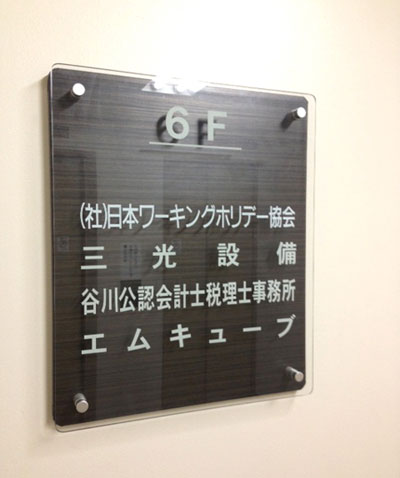 6F
(社)日本ワーキングホリデー協会
三光設備
谷川公認会計士税理士事務所
エムキューブ